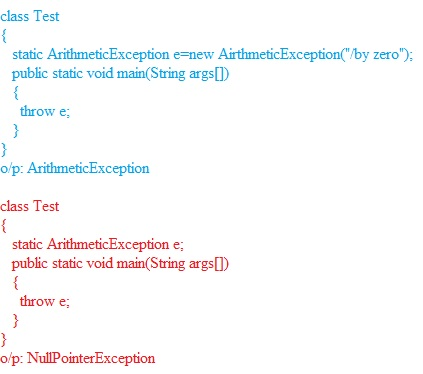 class Test
{
static ArithmeticException e=new AirthmeticException("/by zero");
public static void main(String args[])
{
throw e;
}
}
o/p: ArithmeticException
class Test
{
static ArithmeticException e;
public static void main(String args[])
{
throw e;
}
}
o/p: NullPointerException